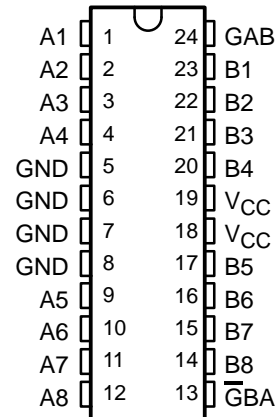 A1 1 24 GAB
A2 2 23 B1
A3 3 22 B2
A4 4 21 B3
GND 5 20 B4
GND 6 19 VCC
GND 7 18 VCC
GND 8 17 B5
A5 9 16 B6
A6 10 15 B7
A7 11 14 B8
A8 12 13 G̅BA